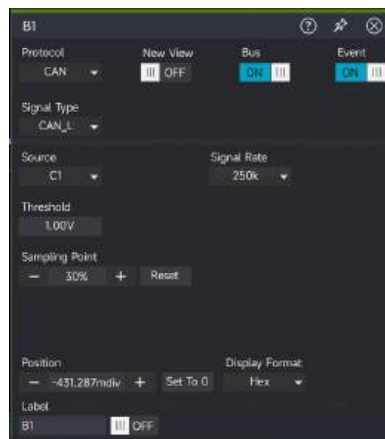 B1
Protocol New View Bus Event
CAN OFF ON ON
Signal Type
CAN_L
Source Signal Rate
C1 250k
Threshold
1.00V
Sampling Point
− 30% + Reset
Position Display Format
− -431.287mdiv + Set To 0 Hex
Label
B1 OFF